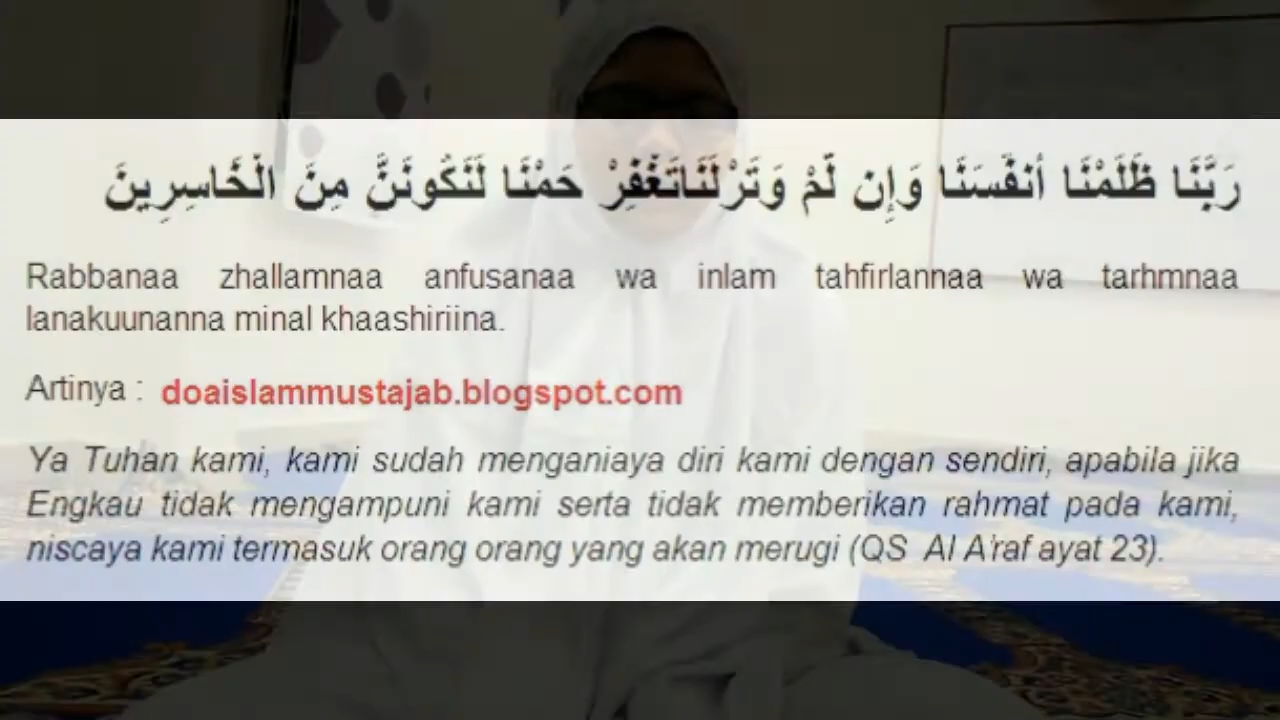 رَبَّنَا ظَلَمْنَا أَنفُسَنَا وَإِن لَّمْ وَتَرْلَنَاتَغْفِرْ حَمْنَا لَنَكُونَنَّ مِنَ الْخَاسِرِينَ
Rabbanaa zhallamnaa anfusanaa wa inlam tahfirlannaa wa tarhmnaa
lanakuunanna minal khaashiriina.
Artinya : doaislammustajab.blogspot.com
Ya Tuhan kami, kami sudah menganiaya diri kami dengan sendiri, apabila jika
Engkau tidak mengampuni kami serta tidak memberikan rahmat pada kami,
niscaya kami termasuk orang orang yang akan merugi (QS Al A'raf ayat 23).